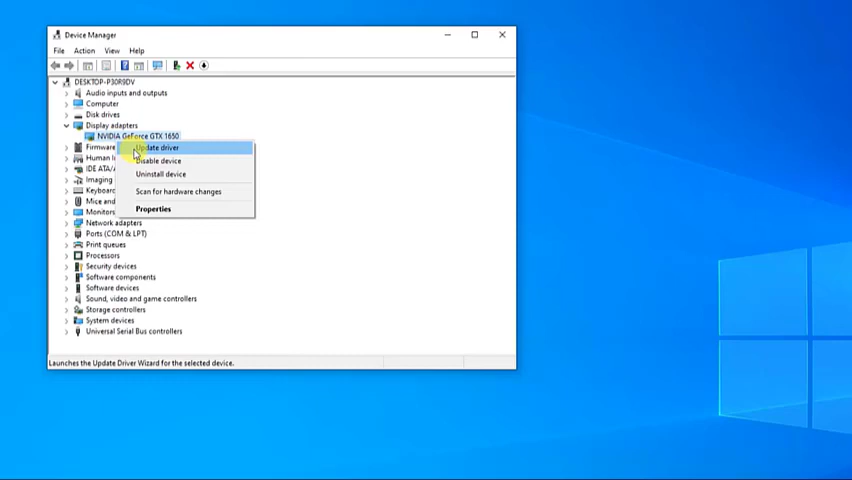 Device Manager
File Action View Help
DESKTOP-P30R9DV
Audio inputs and outputs
Computer
Disk drives
Display adapters
NVIDIA GeForce GTX 1650
Firmware
Update driver
Human I
Disable device
IDE ATA/A
Uninstall device
Imaging
Keyboard
Scan for hardware changes
Mice and
Monitors
Properties
Network adapters
Ports (COM & LPT)
Print queues
Processors
Security devices
Software components
Software devices
Sound, video and game controllers
Storage controllers
System devices
Universal Serial Bus controllers
Launches the Update Driver Wizard for the selected device.